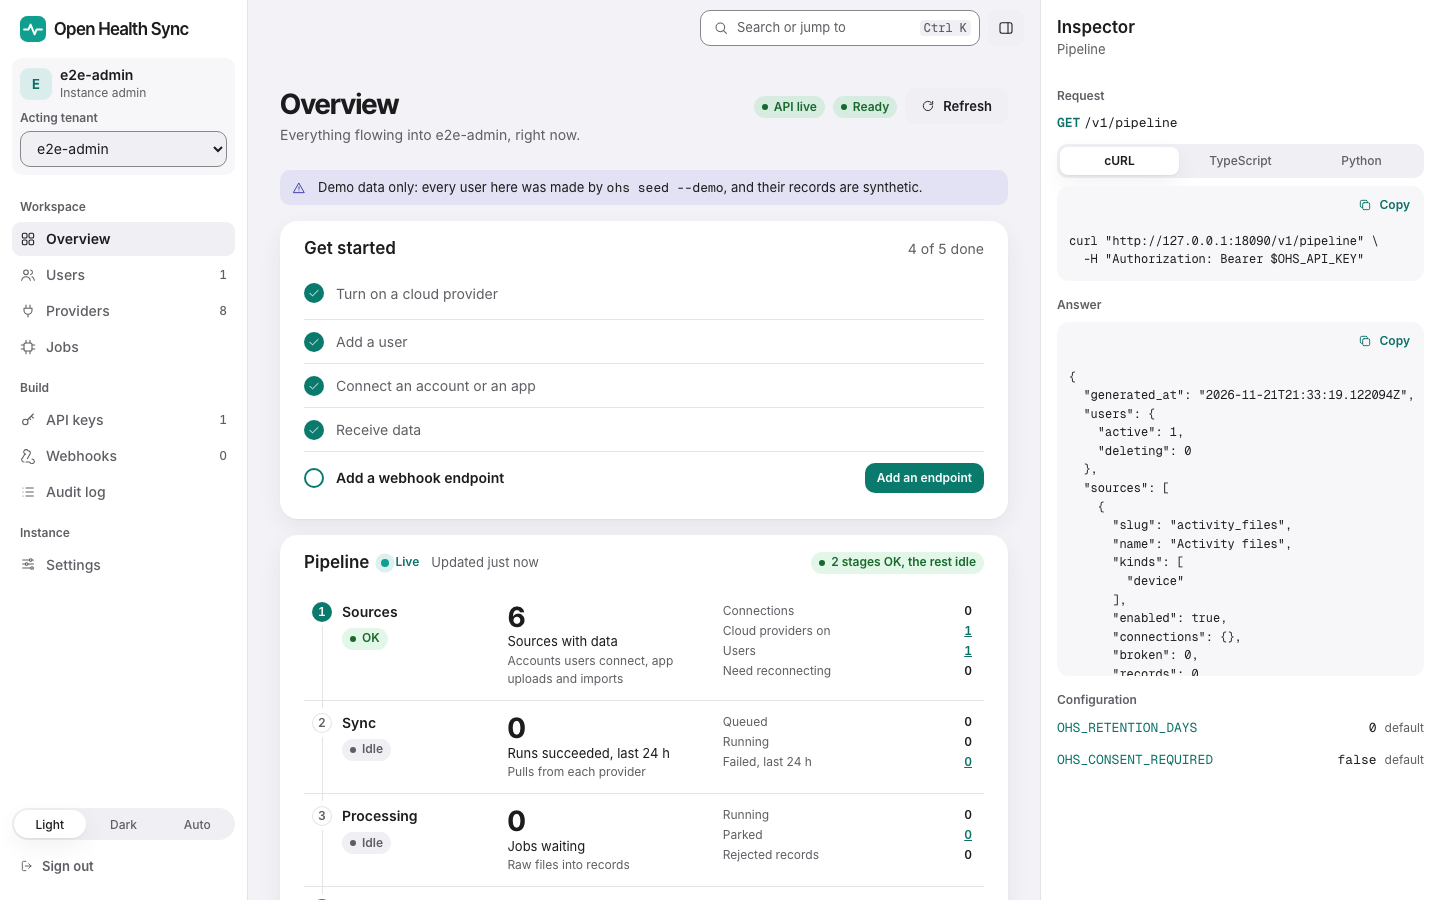 Open Health Sync
E
e2e-admin
Instance admin
Acting tenant
e2e-admin
Workspace
Overview
Users 1
Providers 8
Jobs
Build
API keys 1
Webhooks 0
Audit log
Instance
Settings
Light Dark Auto
Sign out
Search or jump to Ctrl K
Overview
API live Ready Refresh
Everything flowing into e2e-admin, right now.
Demo data only: every user here was made by ohs seed --demo, and their records are synthetic.
Get started 4 of 5 done
Turn on a cloud provider
Add a user
Connect an account or an app
Receive data
Add a webhook endpoint Add an endpoint
Pipeline Live Updated just now 2 stages OK, the rest idle
1 Sources
OK
6
Sources with data
Accounts users connect, app
uploads and imports
Connections 0
Cloud providers on 1
Users 1
Need reconnecting 0
2 Sync
Idle
0
Runs succeeded, last 24 h
Pulls from each provider
Queued 0
Running 0
Failed, last 24 h 0
3 Processing
Idle
0
Jobs waiting
Raw files into records
Running 0
Parked 0
Rejected records 0
Inspector
Pipeline
Request
GET /v1/pipeline
cURL TypeScript Python
Copy
curl "http://127.0.0.1:18090/v1/pipeline" \
-H "Authorization: Bearer $OHS_API_KEY"
Answer
Copy
{
"generated_at": "2026-11-21T21:33:19.122094Z",
"users": {
"active": 1,
"deleting": 0
},
"sources": [
{
"slug": "activity_files",
"name": "Activity files",
"kinds": [
"device"
],
"enabled": true,
"connections": {},
"broken": 0,
"records": 0
Configuration
OHS_RETENTION_DAYS 0 default
OHS_CONSENT_REQUIRED false default